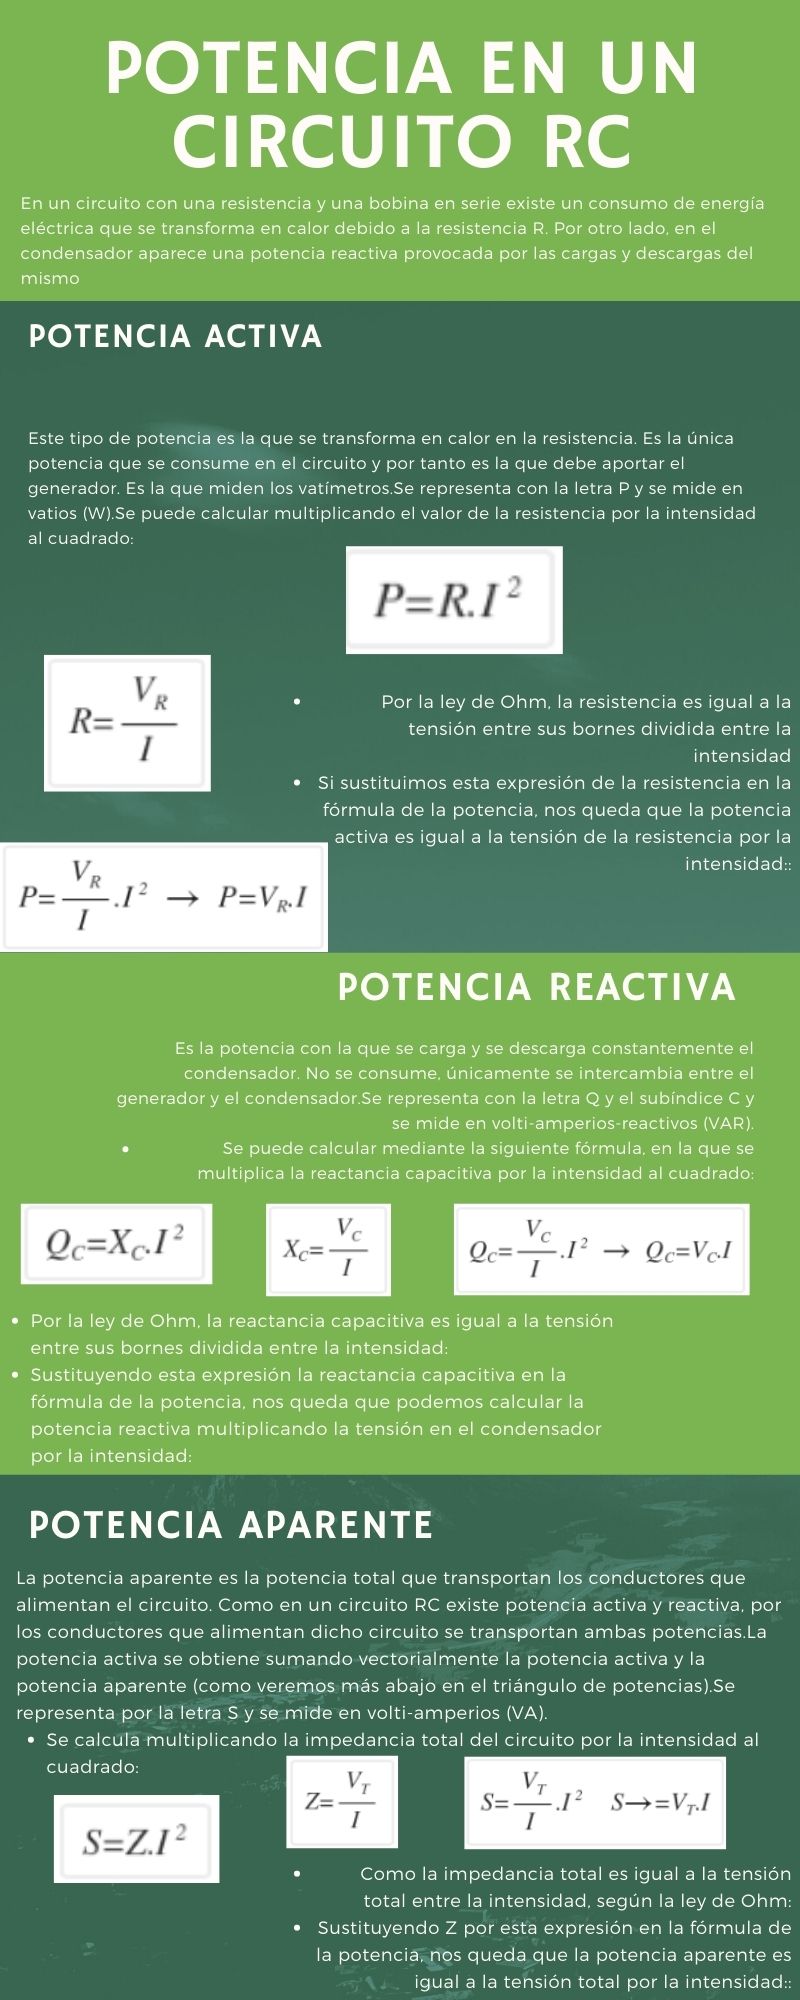 POTENCIA EN UN
CIRCUITO RC
En un circuito con una resistencia y una bobina en serie existe un consumo de energía
eléctrica que se transforma en calor debido a la resistencia R. Por otro lado, en el
condensador aparece una potencia reactiva provocada por las cargas y descargas del
mismo
POTENCIA ACTIVA
Este tipo de potencia es la que se transforma en calor en la resistencia. Es la única
potencia que se consume en el circuito y por tanto es la que debe aportar el
generador. Es la que miden los vatímetros.Se representa con la letra P y se mide en
vatios (W).Se puede calcular multiplicando el valor de la resistencia por la intensidad
al cuadrado:
P=R.I²
R=V_R/I
• Por la ley de Ohm, la resistencia es igual a la
tensión entre sus bornes dividida entre la
intensidad
• Si sustituimos esta expresión de la resistencia en la
fórmula de la potencia, nos queda que la potencia
activa es igual a la tensión de la resistencia por la
intensidad::
P=V_R/I.I² → P=V_R.I
POTENCIA REACTIVA
Es la potencia con la que se carga y se descarga constantemente el
condensador. No se consume, únicamente se intercambia entre el
generador y el condensador.Se representa con la letra Q y el subíndice C y
se mide en volti-amperios-reactivos (VAR).
• Se puede calcular mediante la siguiente fórmula, en la que se
multiplica la reactancia capacitiva por la intensidad al cuadrado:
Q_C=X_C.I²
X_C=V_C/I
Q_C=V_C/I.I² → Q_C=V_C.I
• Por la ley de Ohm, la reactancia capacitiva es igual a la tensión
entre sus bornes dividida entre la intensidad:
• Sustituyendo esta expresión la reactancia capacitiva en la
fórmula de la potencia, nos queda que podemos calcular la
potencia reactiva multiplicando la tensión en el condensador
por la intensidad:
POTENCIA APARENTE
La potencia aparente es la potencia total que transportan los conductores que
alimentan el circuito. Como en un circuito RC existe potencia activa y reactiva, por
los conductores que alimentan dicho circuito se transportan ambas potencias.La
potencia activa se obtiene sumando vectorialmente la potencia activa y la
potencia aparente (como veremos más abajo en el triángulo de potencias).Se
representa por la letra S y se mide en volti-amperios (VA).
• Se calcula multiplicando la impedancia total del circuito por la intensidad al
cuadrado:
S=Z.I²
Z=V_T/I
S=V_T/I.I² S→=V_T.I
• Como la impedancia total es igual a la tensión
total entre la intensidad, según la ley de Ohm:
• Sustituyendo Z por esta expresión en la fórmula de
la potencia, nos queda que la potencia aparente es
igual a la tensión total por la intensidad::